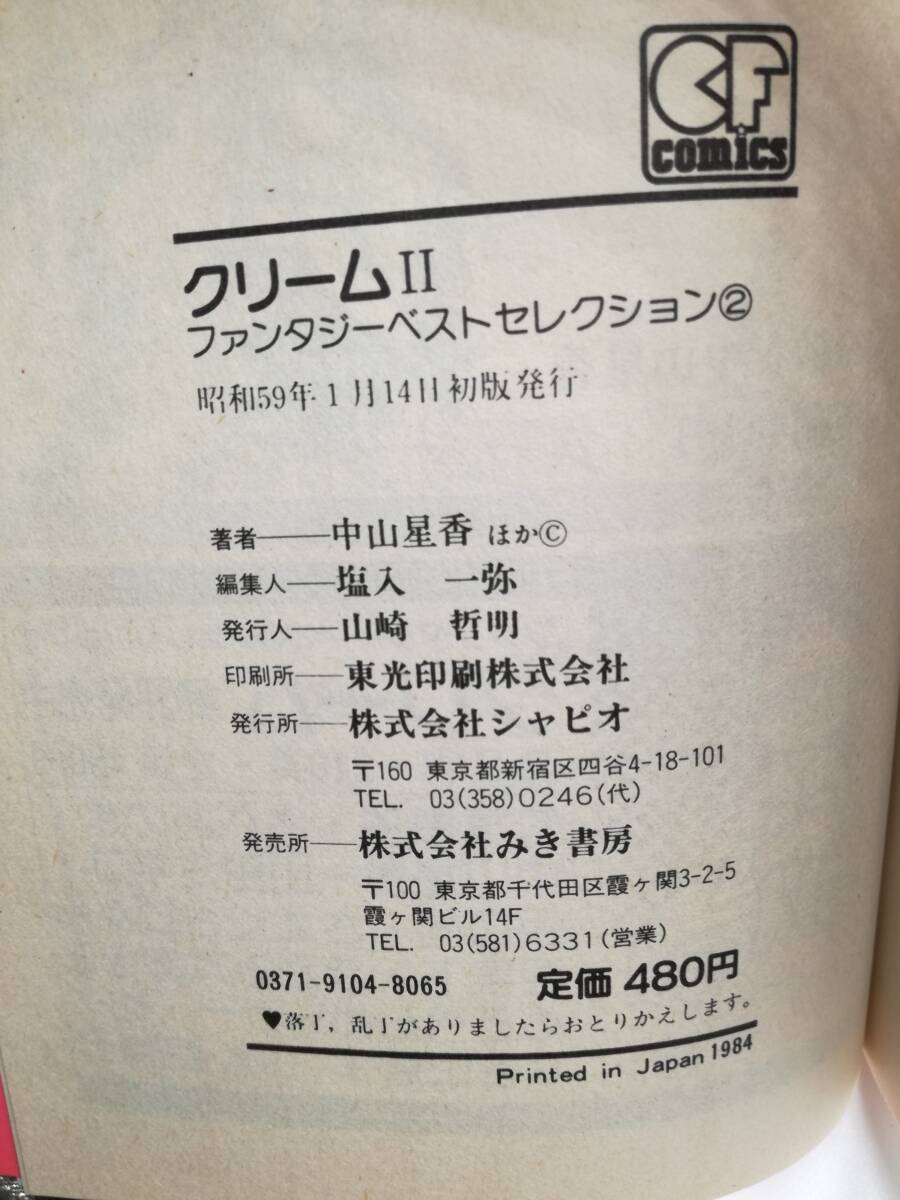 CF
comics
クリームII
ファンタジーベストセレクション②
昭和59年1月14日初版発行
著者――中山星香 ほか©
編集人――塩入 一弥
発行人――山崎 哲明
印刷所――東光印刷株式会社
発行所――株式会社シャピオ
〒160 東京都新宿区四谷4-18-101
TEL. 03(358)0246(代)
発売所――株式会社みき書房
〒100 東京都千代田区霞ヶ関3-2-5
霞ヶ関ビル14F
TEL. 03(581)6331(営業)
0371-9104-8065 定価 480円
♥落丁,乱丁がありましたらおとりかえします。
Printed in Japan 1984